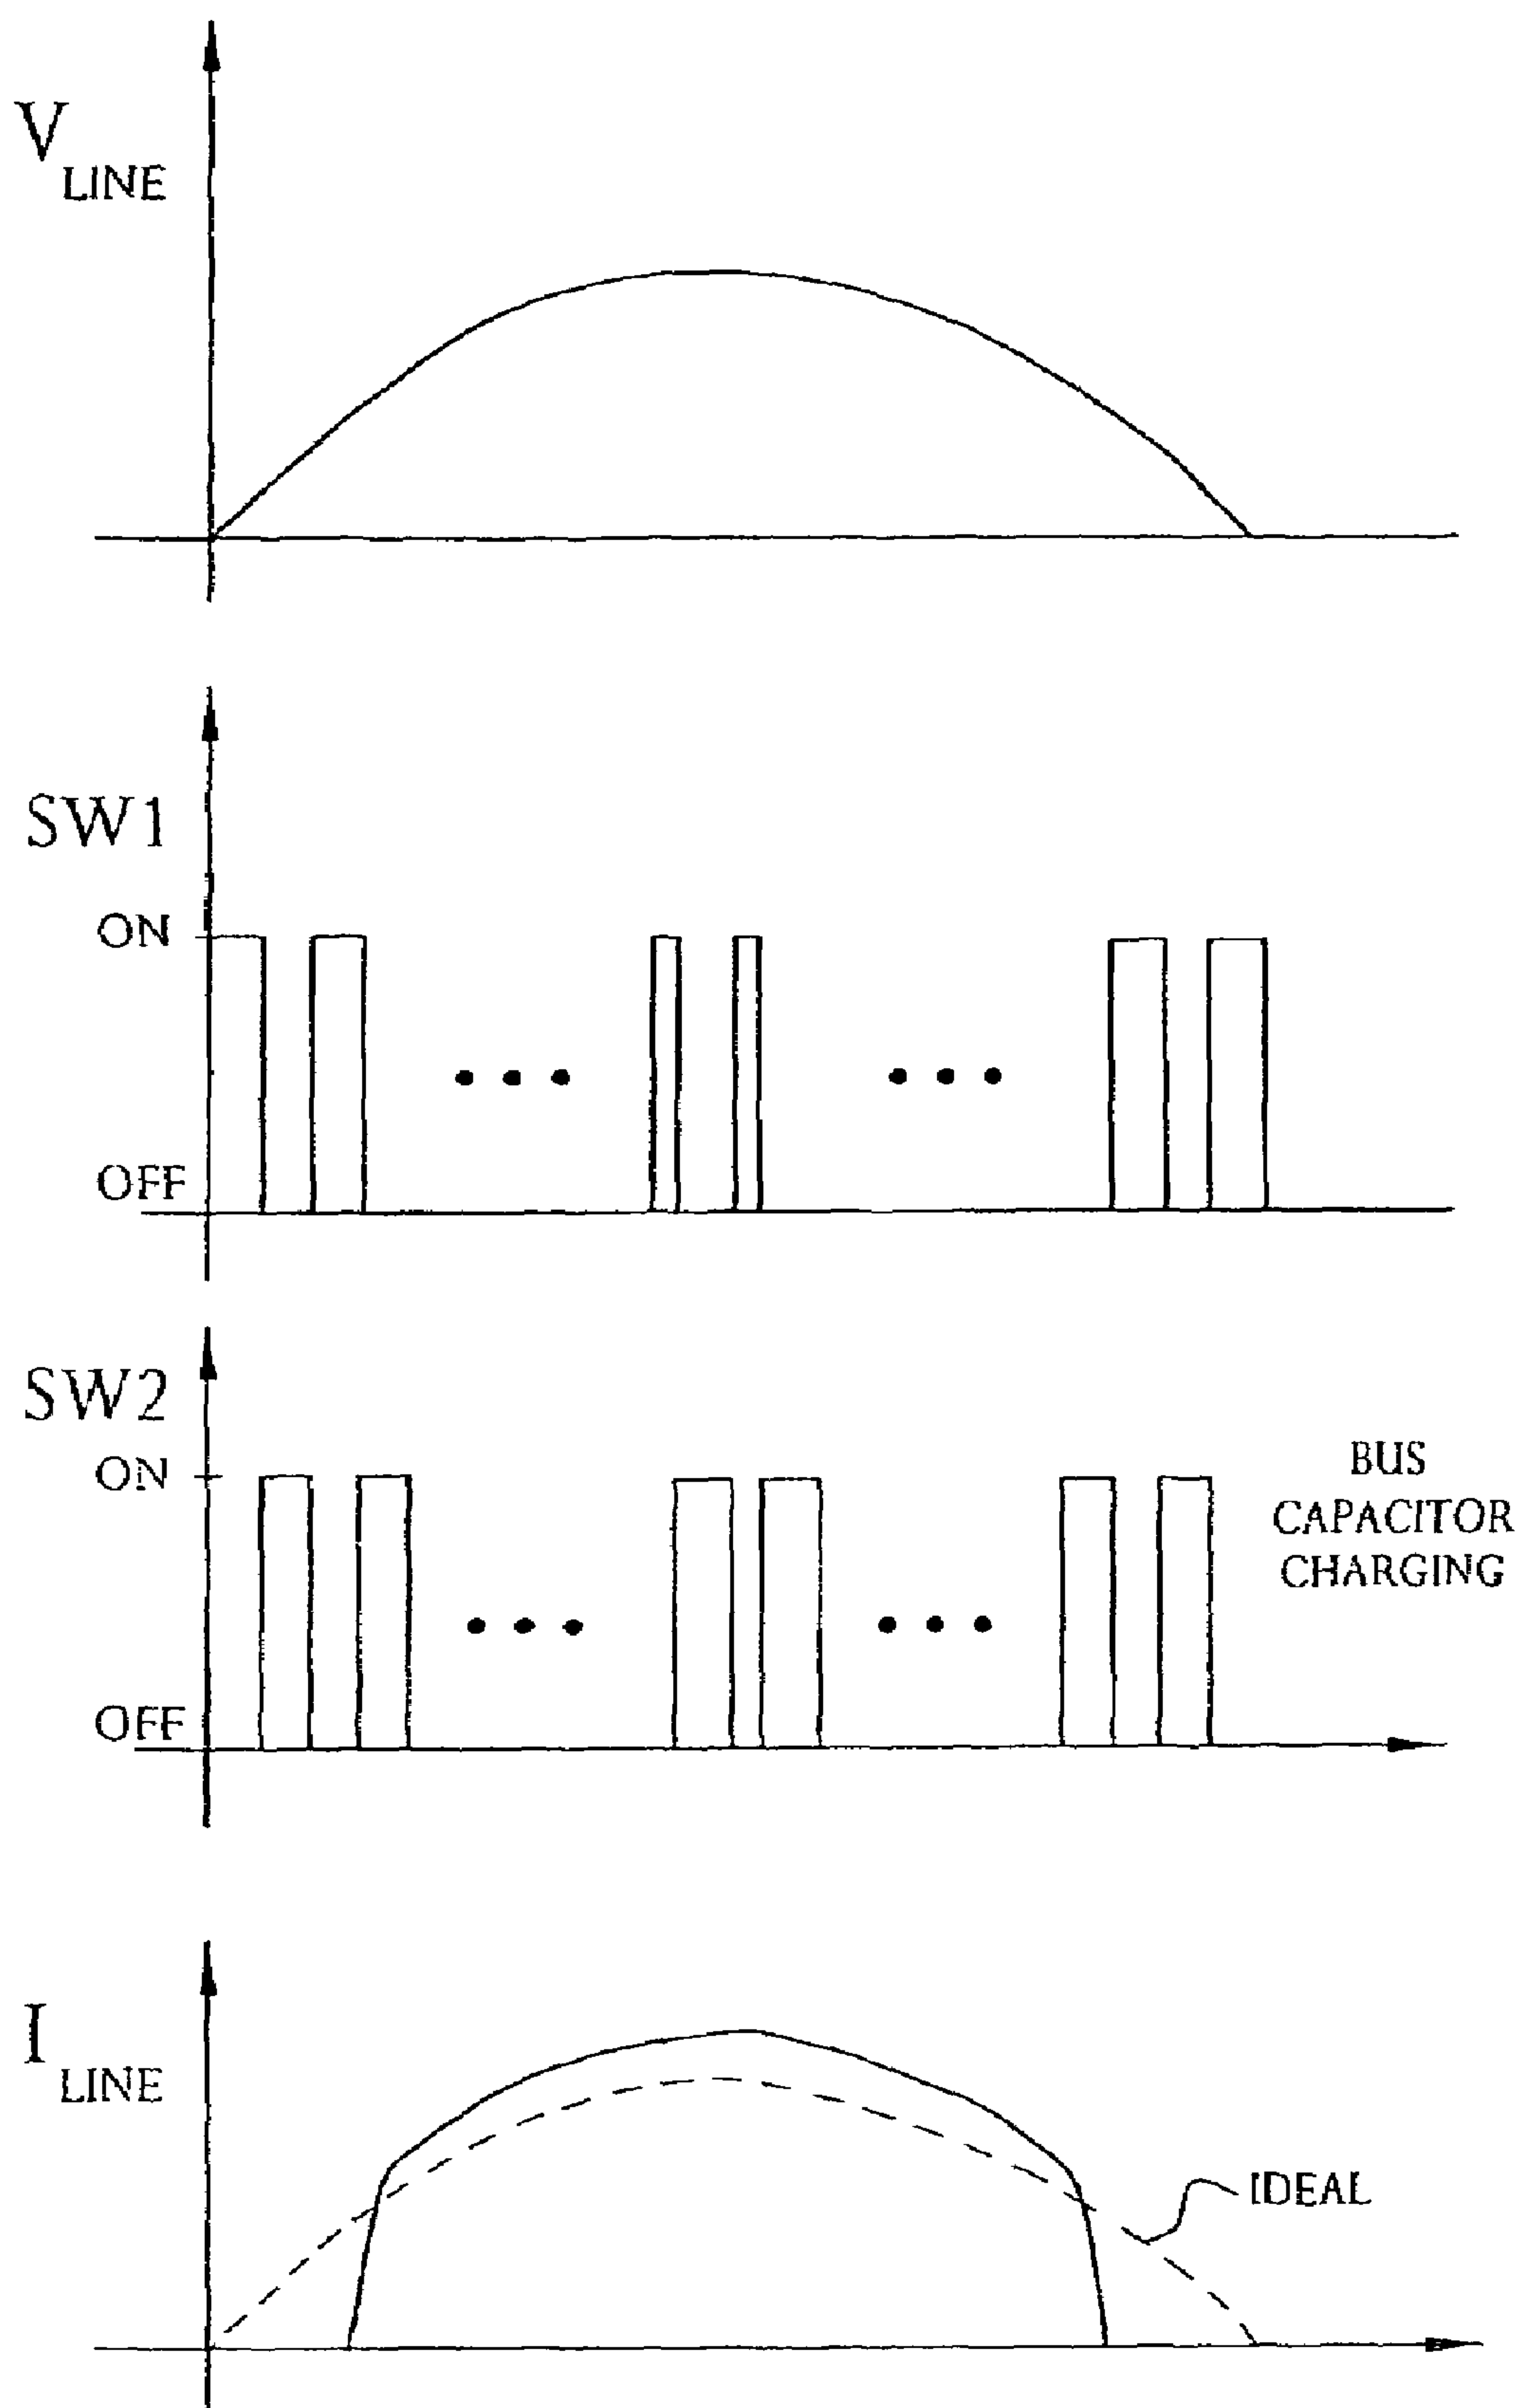 V
LINE
SW1
ON
OFF
SW2
ON
BUS
CAPACITOR
CHARGING
OFF
I
LINE
IDEAL